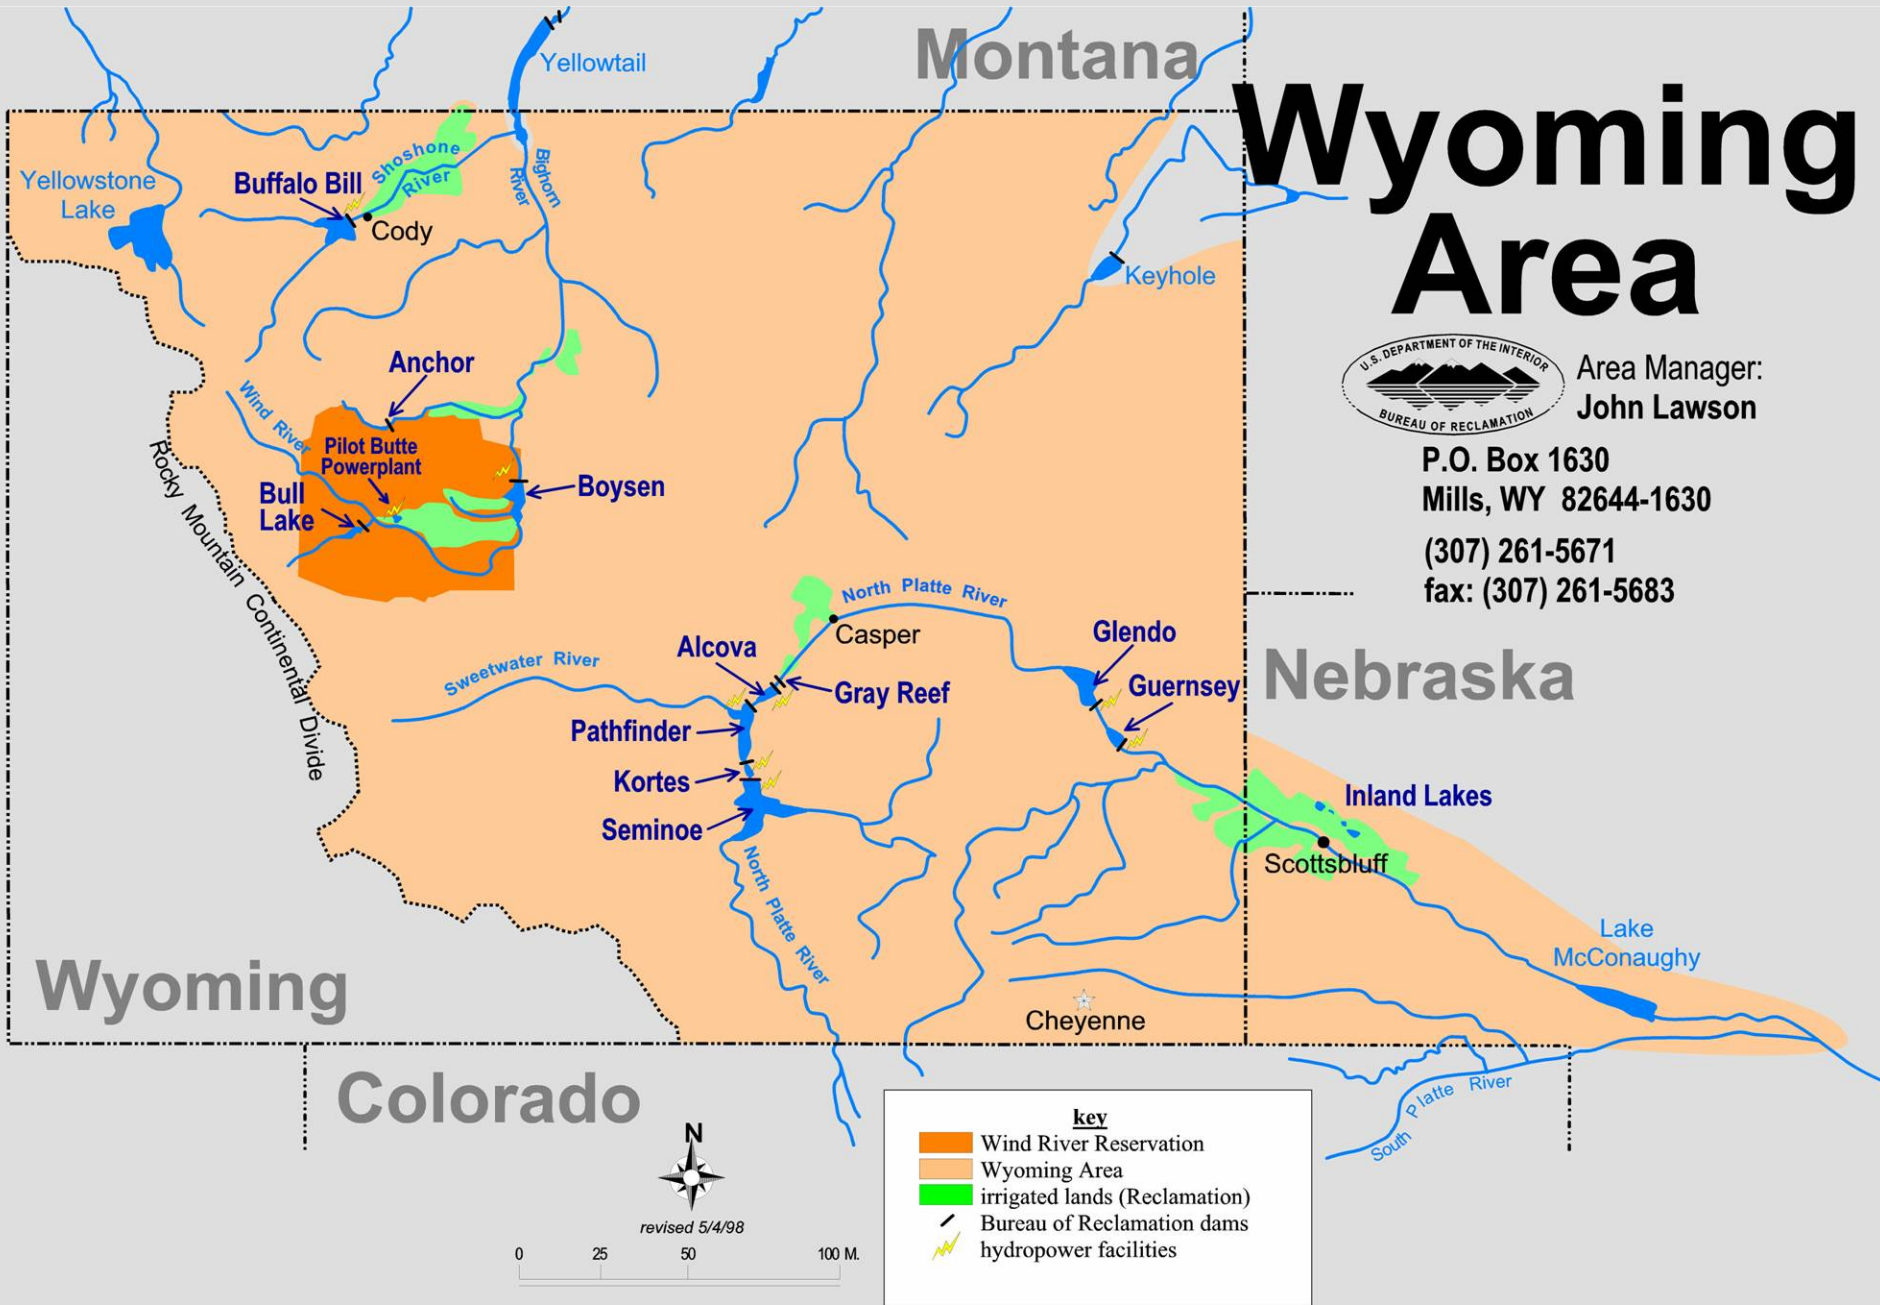 Montana
Yellowtail
Wyoming
Area
Yellowstone
Lake
Buffalo Bill
Shoshone
River
Bighorn
River
Cody
Keyhole
U.S. DEPARTMENT OF THE INTERIOR
BUREAU OF RECLAMATION
Area Manager:
John Lawson
P.O. Box 1630
Mills, WY 82644-1630
(307) 261-5671
fax: (307) 261-5683
Anchor
Wind River
Pilot Butte
Powerplant
Bull
Lake
Boysen
Rocky Mountain Continental Divide
North Platte River
Casper
Alcova
Gray Reef
Sweetwater River
Pathfinder
Kortes
Seminoe
Glendo
Guernsey
Nebraska
Inland Lakes
Scottsbluff
North Platte River
Lake
McConaughy
Wyoming
Cheyenne
Colorado
South Platte River
N
revised 5/4/98
0 25 50 100 M.
key
Wind River Reservation
Wyoming Area
irrigated lands (Reclamation)
Bureau of Reclamation dams
hydropower facilities